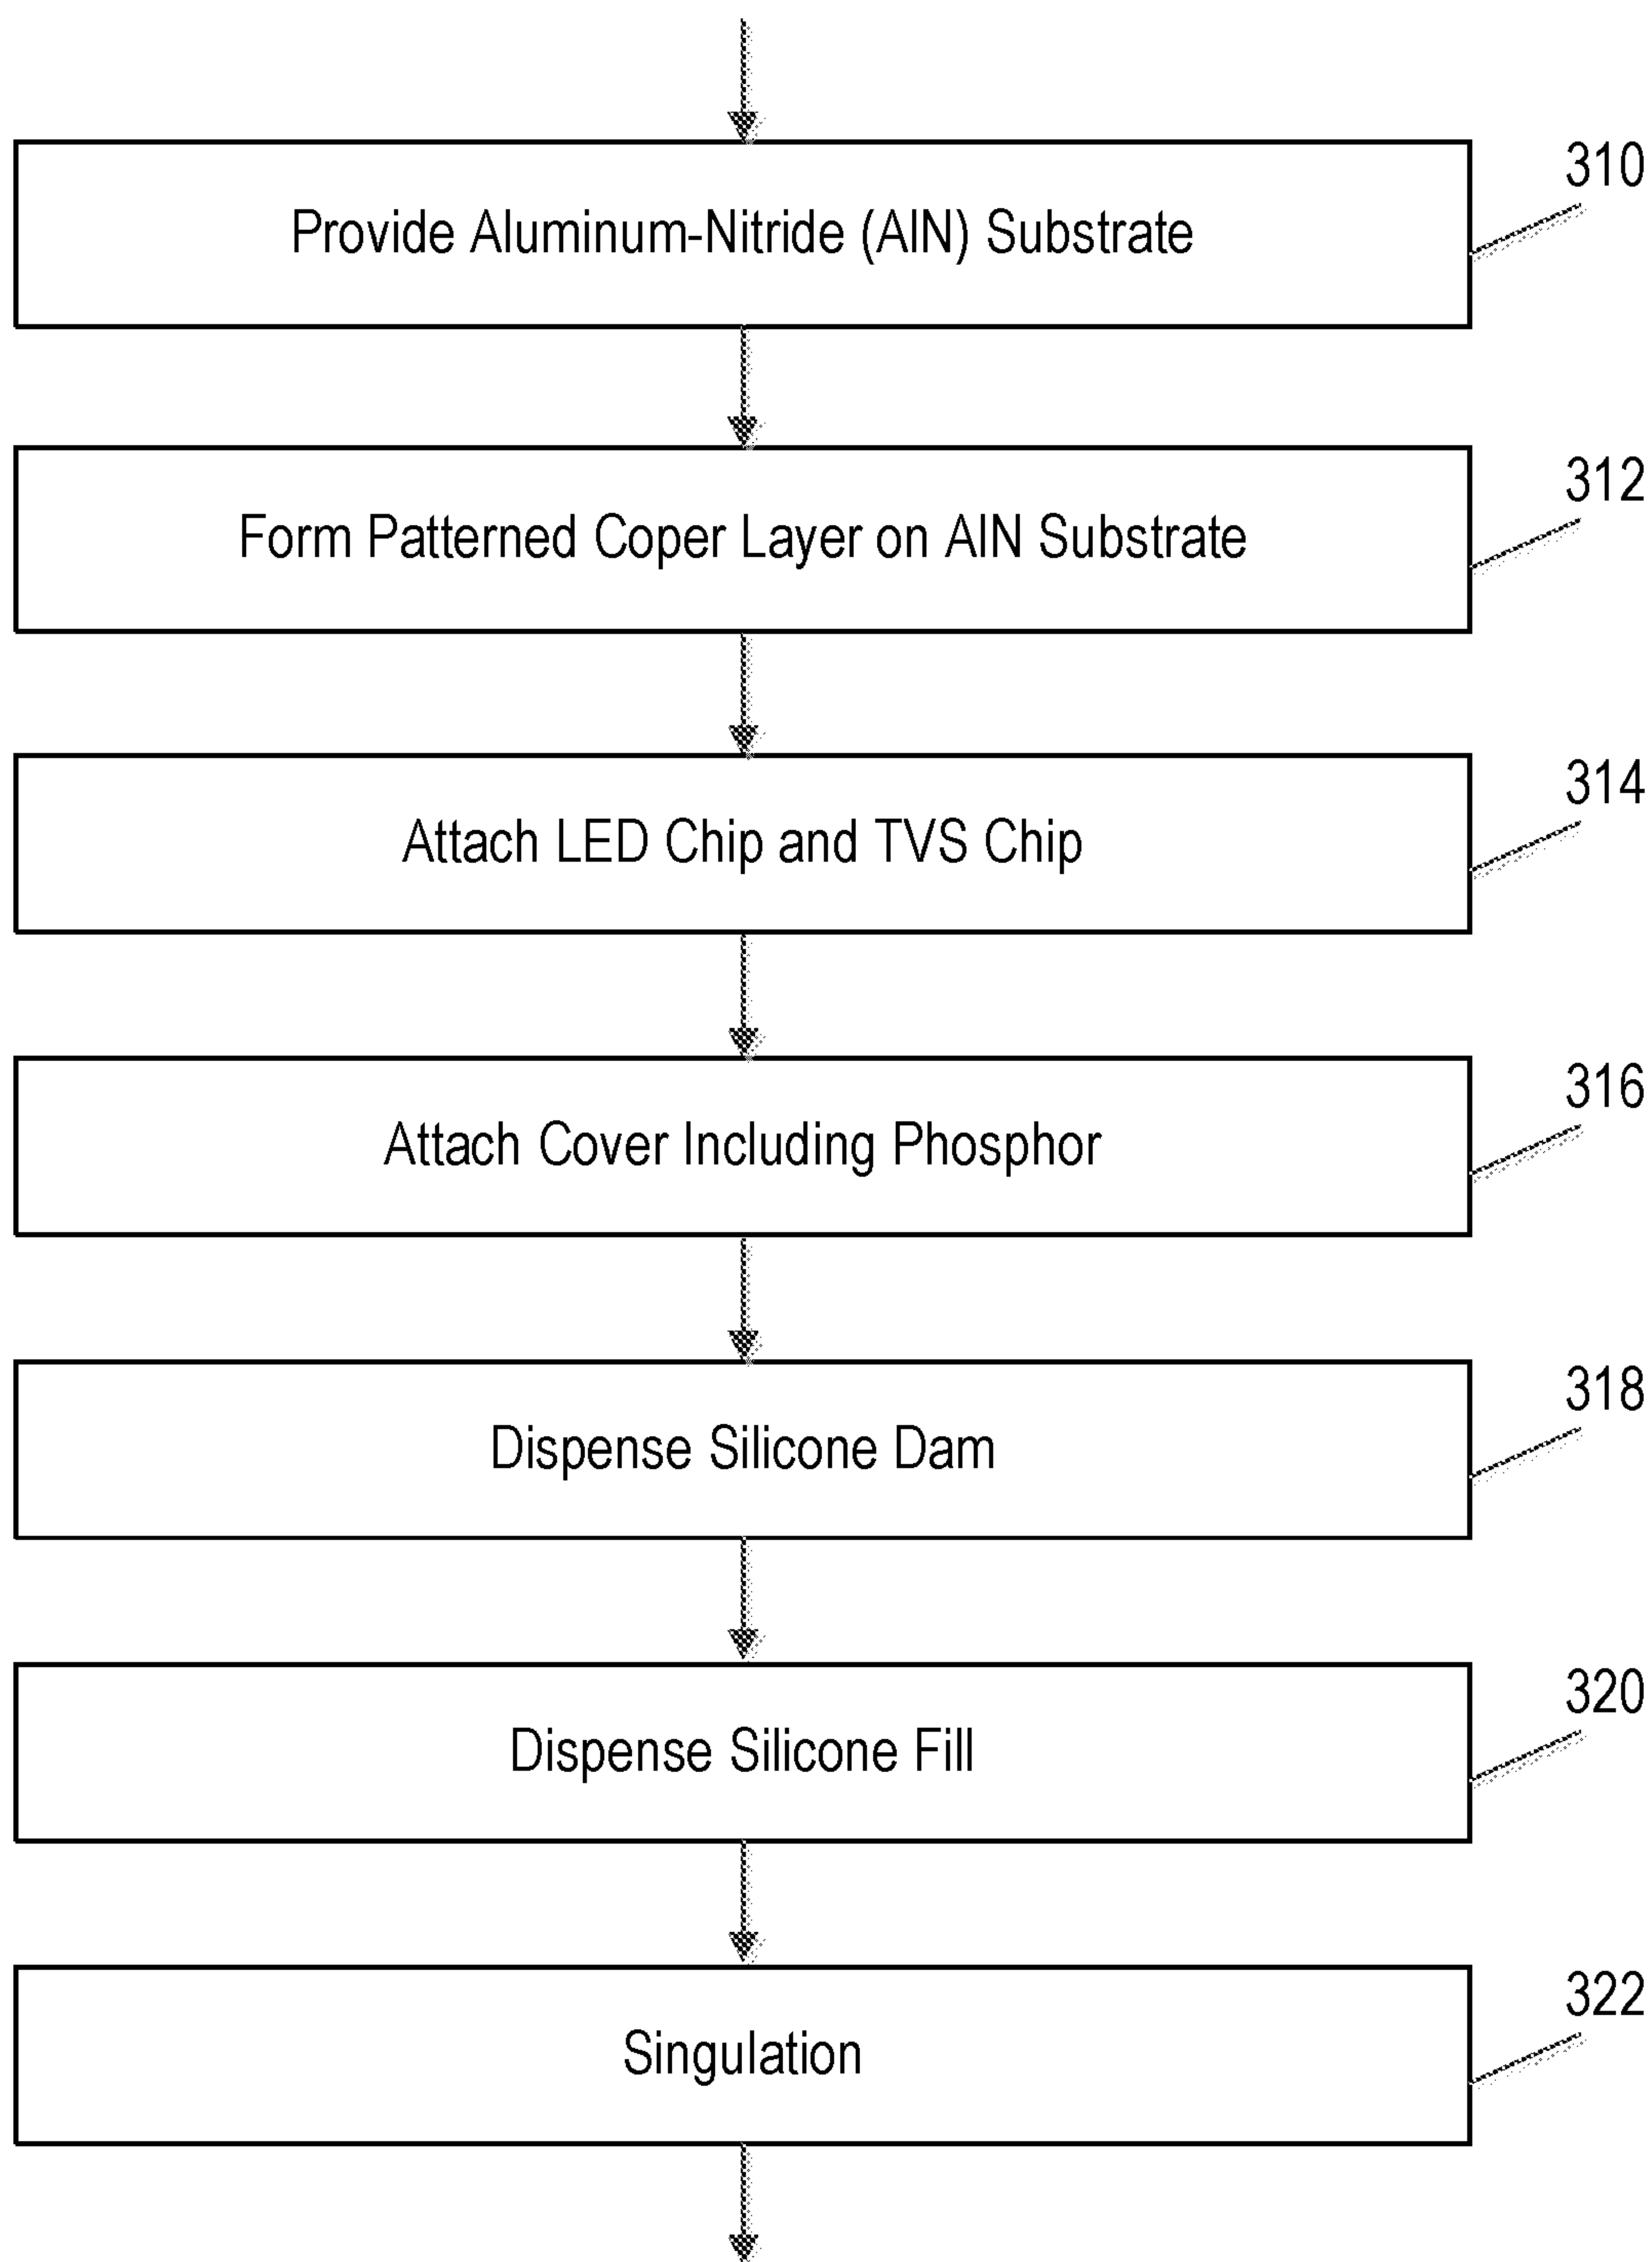 310
Provide Aluminum-Nitride (AlN) Substrate
312
Form Patterned Coper Layer on AlN Substrate
314
Attach LED Chip and TVS Chip
316
Attach Cover Including Phosphor
318
Dispense Silicone Dam
320
Dispense Silicone Fill
322
Singulation